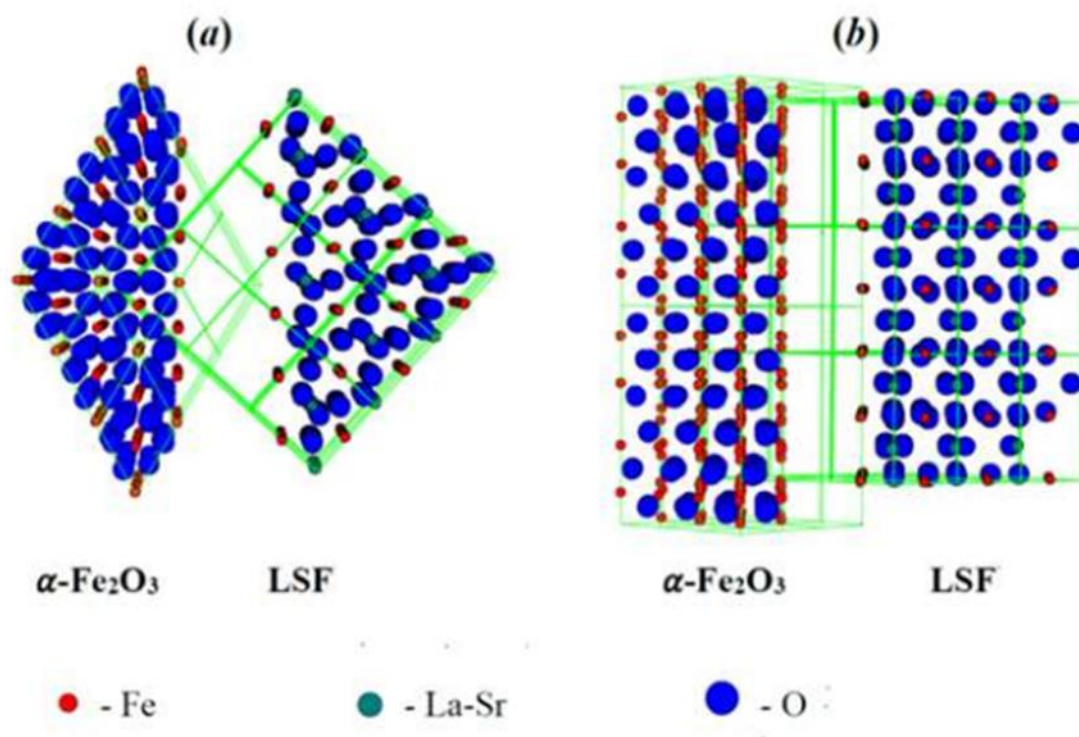 (a) (b)
α-Fe₂O₃ LSF α-Fe₂O₃ LSF
- Fe - La-Sr - O